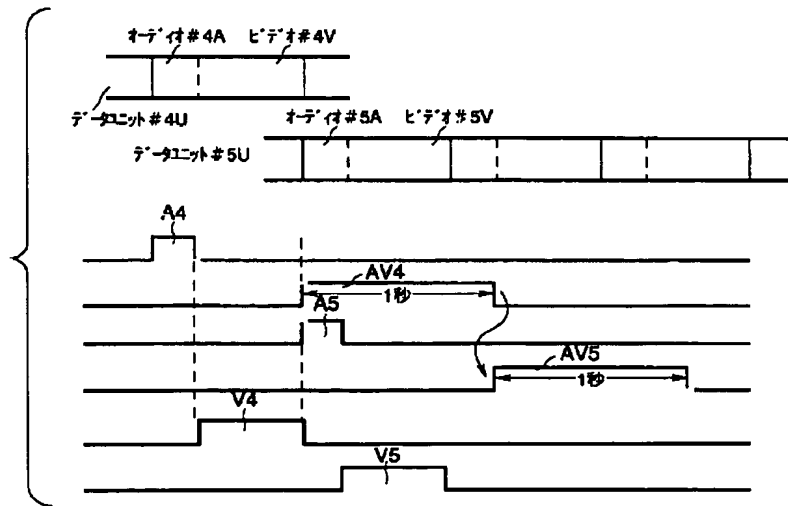 オーディオ#4A ビデオ#4V
データユニット#4U
オーディオ#5A ビデオ#5V
データユニット#5U
A4
AV4
1秒
A5
AV5
1秒
V4
V5